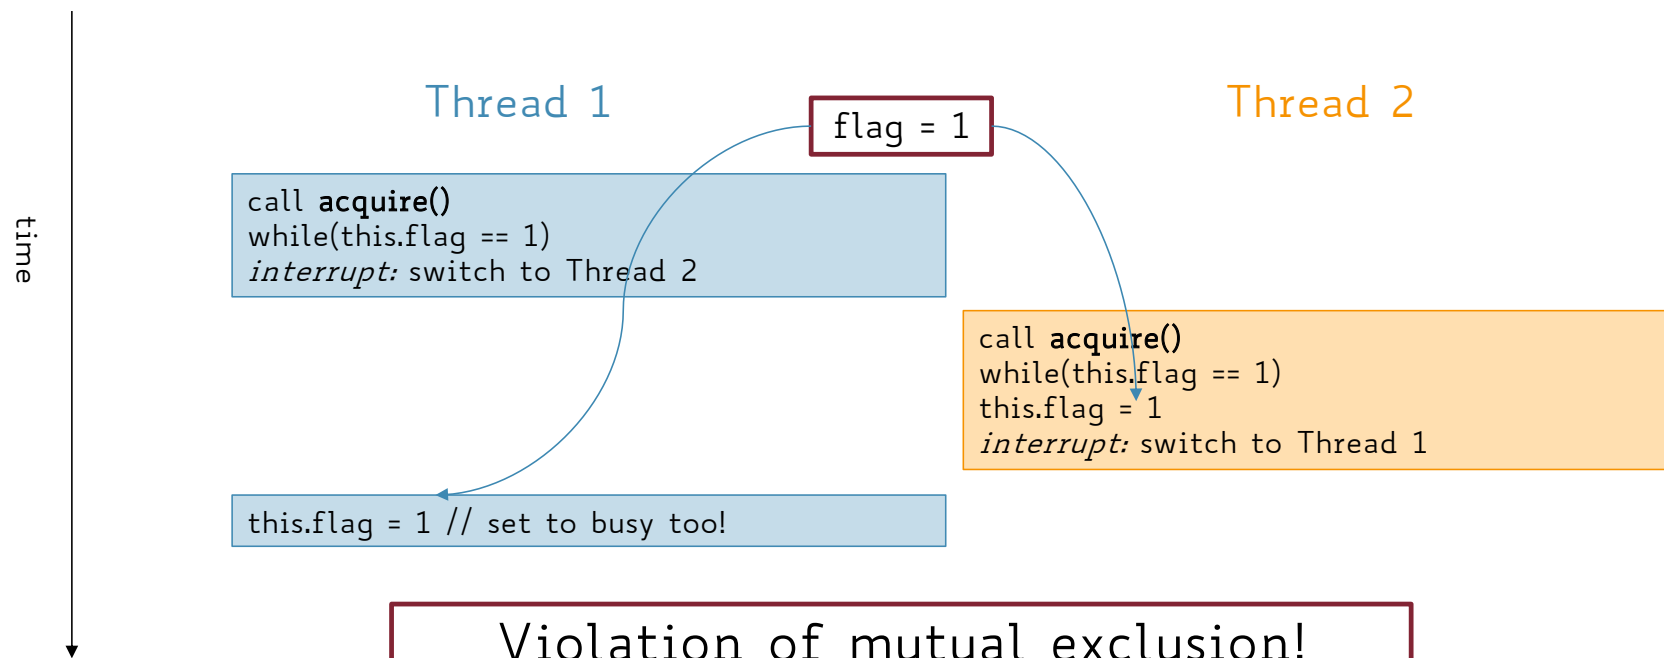 time
Thread 1
flag = 1
Thread 2
call acquire()
while(this.flag == 1)
interrupt: switch to Thread 2
call acquire()
while(this.flag == 1)
this.flag = 1
interrupt: switch to Thread 1
this.flag = 1 // set to busy too!
Violation of mutual exclusion!